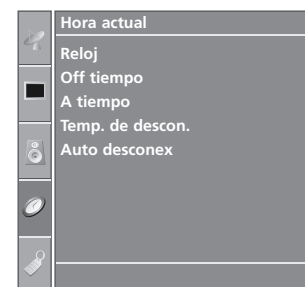 Hora actual
Reloj
Off tiempo
A tiempo
Temp. de descon.
Auto desconex